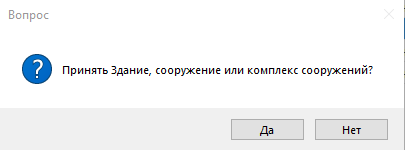 Вопрос
Принять Здание, сооружение или комплекс сооружений?
Да
Нет